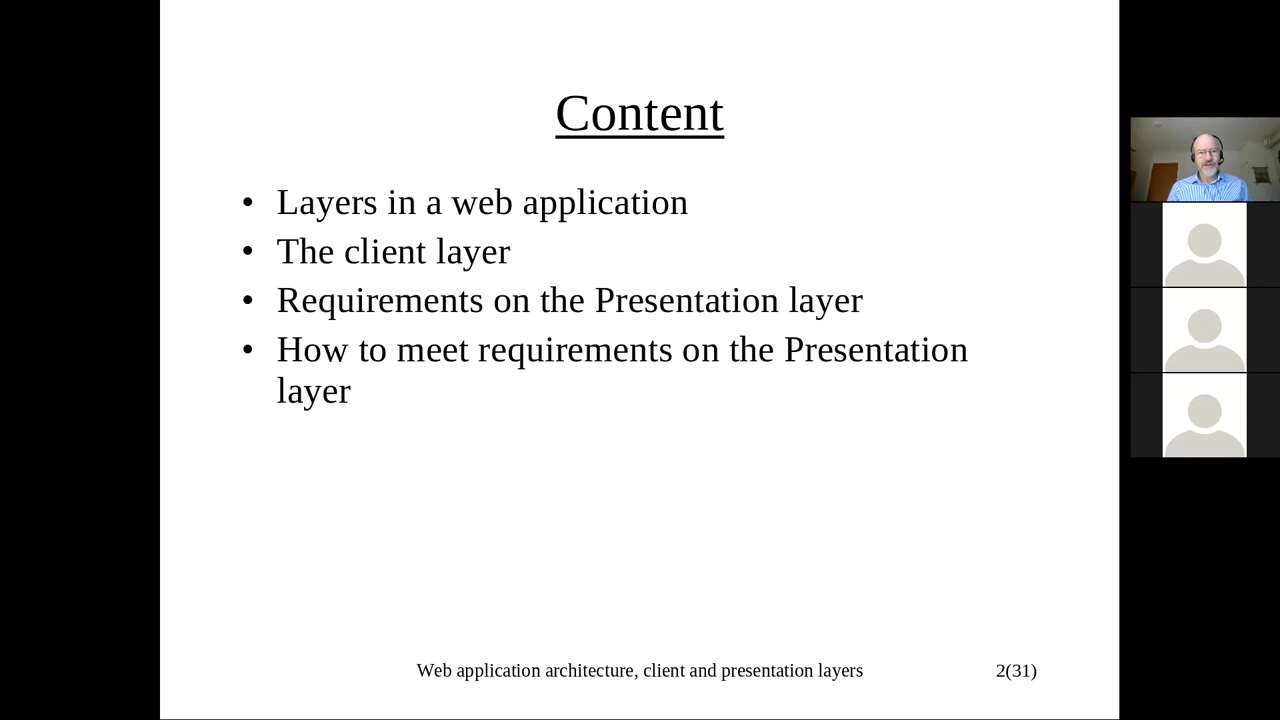 Content
• Layers in a web application
• The client layer
• Requirements on the Presentation layer
• How to meet requirements on the Presentation
layer
Web application architecture, client and presentation layers
2(31)